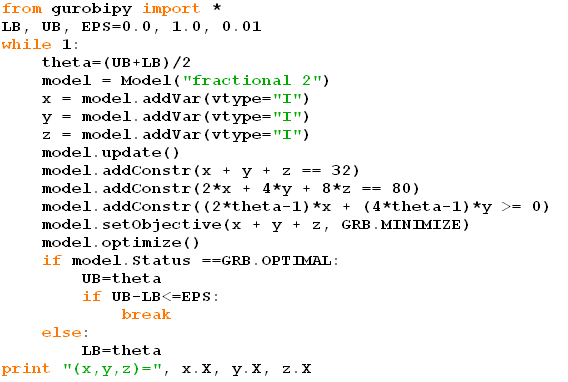 from gurobipy import *
LB, UB, EPS=0.0, 1.0, 0.01
while 1:
    theta=(UB+LB)/2
    model = Model("fractional 2")
    x = model.addVar(vtype="I")
    y = model.addVar(vtype="I")
    z = model.addVar(vtype="I")
    model.update()
    model.addConstr(x + y + z == 32)
    model.addConstr(2*x + 4*y + 8*z == 80)
    model.addConstr((2*theta-1)*x + (4*theta-1)*y >= 0)
    model.setObjective(x + y + z, GRB.MINIMIZE)
    model.optimize()
    if model.Status ==GRB.OPTIMAL:
        UB=theta
        if UB-LB<=EPS:
            break
    else:
        LB=theta
print "(x,y,z)=", x.X, y.X, z.X